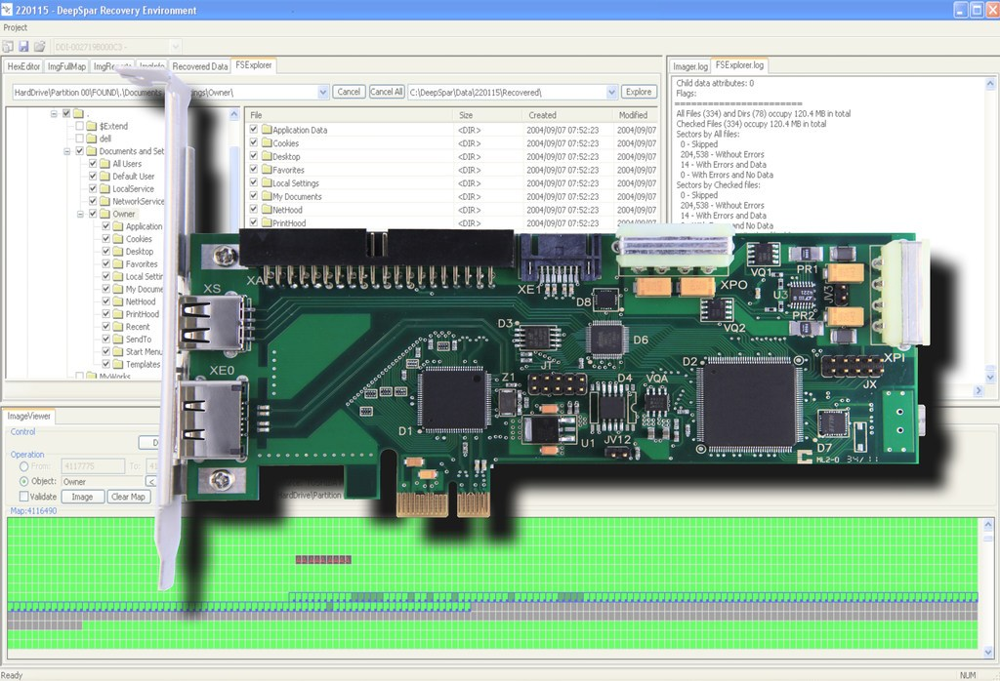 220115 - DeepSpar Recovery Environment
Project
DDI-0027198000C3 -
HexEditor ImgFullMap ImgInfo Recovered Data FSExplorer
Imager.log FSExplorer.log
HardDrive\Partition 00\FOUND\.\Documents ngs\Owner\ Cancel Cancel All C:\DeepSpar\Data\220115\Recovered\ Explore
.
$Extend
dell
Documents and Set
All Users
Default User
LocalService
NetworkService
Owner
Application
Cookies
Desktop
Favorites
Local Settin
My Docume
NetHood
PrintHood
Recent
SendTo
Start Menu
Templates
MyWorks
File Size Created Modified
Application Data <DIR> 2004/09/07 07:52:23 2004/09/07
Cookies <DIR> 2004/09/07 07:52:23 2004/09/07
Desktop <DIR> 2004/09/07 07:52:23 2004/09/07
Favorites <DIR> 2004/09/07 07:52:23 2004/09/07
Local Settings <DIR> 2004/09/07 07:52:23 2004/09/07
My Documents <DIR> 2004/09/07 07:52:23 2004/09/07
NetHood <DIR> 2004/09/07 07:52:23 2004/09/07
PrintHood <DIR> 2004/09/07 07:52:23 2004/09/07
Child data attributes: 0
Flags:
=======================
All Files (334) and Dirs (78) occupy 120.4 MB in total
Checked Files (334) occupy 120.4 MB in total
Sectors by All files:
0 - Skipped
204,538 - Without Errors
14 - With Errors and Data
0 - With Errors and No Data
Sectors by Checked files:
0 - Skipped
204,538 - Without Errors
14 - With Errors and Data
0 - With Errors and No Data
XS
XA
XE1
D8
XPO
VQ1
PR1
U3
JV3
PR2
VQ2
D3
D6
XPI
XE0
Z1
J1
D4
VQA
D2
JX
D1
U1
JV12
D7
ML2-0 34/11
ImageViewer
Control
D
Operation
From: 4117775 To: 41
Object: Owner <
Validate Image Clear Map
HardDrive\Partition
Map:4116490
Ready
NUM